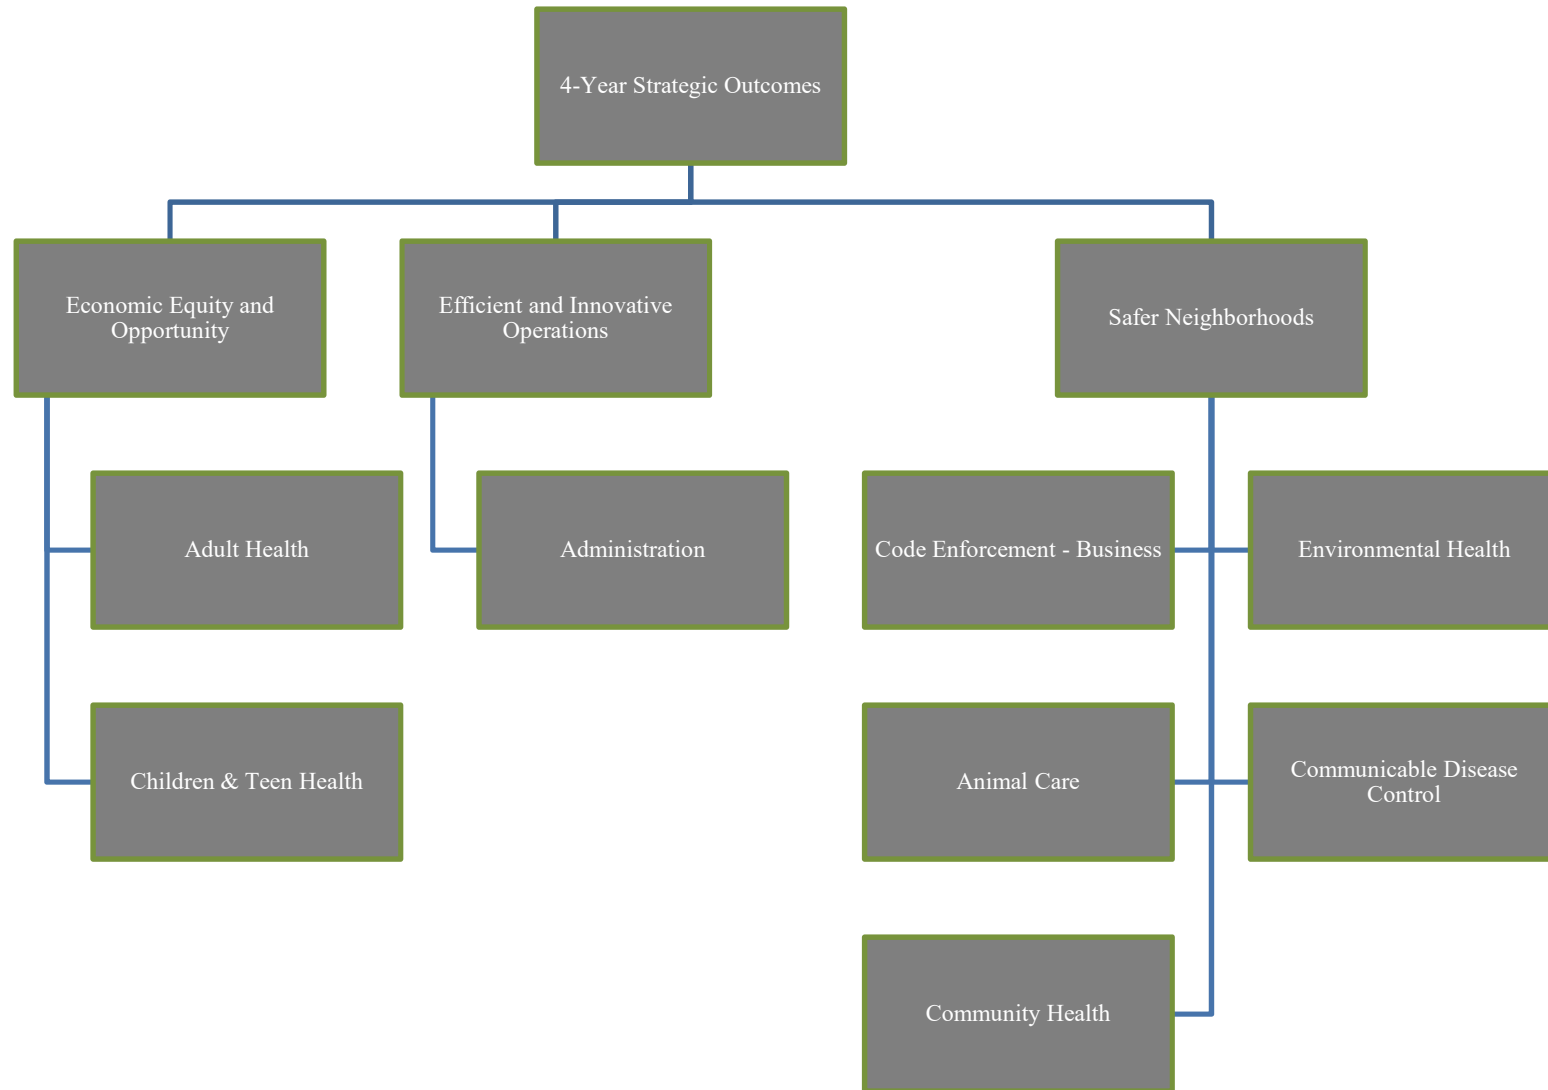 4-Year Strategic Outcomes
Economic Equity and
Opportunity
Efficient and Innovative
Operations
Safer Neighborhoods
Adult Health
Administration
Code Enforcement - Business
Environmental Health
Children & Teen Health
Animal Care
Communicable Disease
Control
Community Health